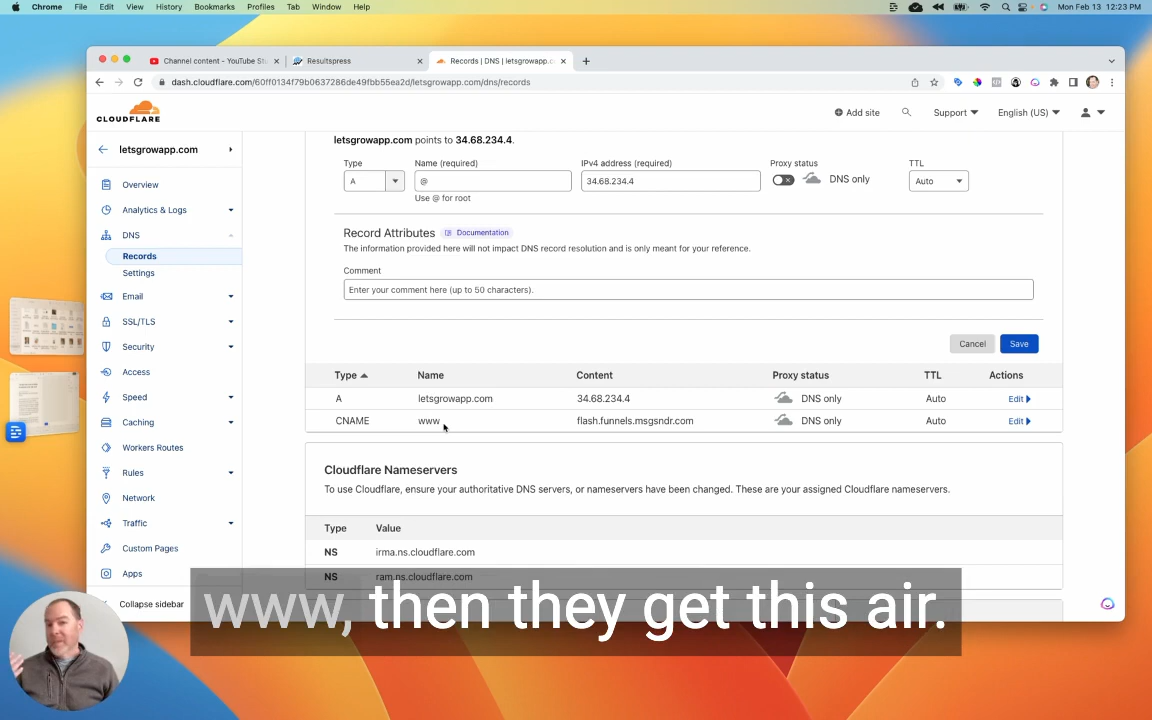 Chrome File Edit View History Bookmarks Profiles Tab Window Help Mon Feb 13 12:23 PM
Channel content - YouTube St Resultspress Records | DNS | letsgrowapp.co
dash.cloudflare.com/60ff0134f79b0637286de49fbb55ea2d/letsgrowapp.com/dns/records
CLOUDFLARE
Add site Support English (US)
letsgrowapp.com
Overview
Analytics & Logs
DNS
Records
Settings
Email
SSL/TLS
Security
Access
Speed
Caching
Workers Routes
Rules
Network
Traffic
Custom Pages
Apps
Collapse sidebar
letsgrowapp.com points to 34.68.234.4.
Type Name (required) IPv4 address (required) Proxy status TTL
A @ 34.68.234.4 DNS only Auto
Use @ for root
Record Attributes Documentation
The information provided here will not impact DNS record resolution and is only meant for your reference.
Comment
Enter your comment here (up to 50 characters).
Cancel Save
Type Name Content Proxy status TTL Actions
A letsgrowapp.com 34.68.234.4 DNS only Auto Edit
CNAME www flash.funnels.msgsndr.com DNS only Auto Edit
Cloudflare Nameservers
To use Cloudflare, ensure your authoritative DNS servers, or nameservers have been changed. These are your assigned Cloudflare nameservers.
Type Value
NS irma.ns.cloudflare.com
NS ram.ns.cloudflare.com
www, then they get this air.